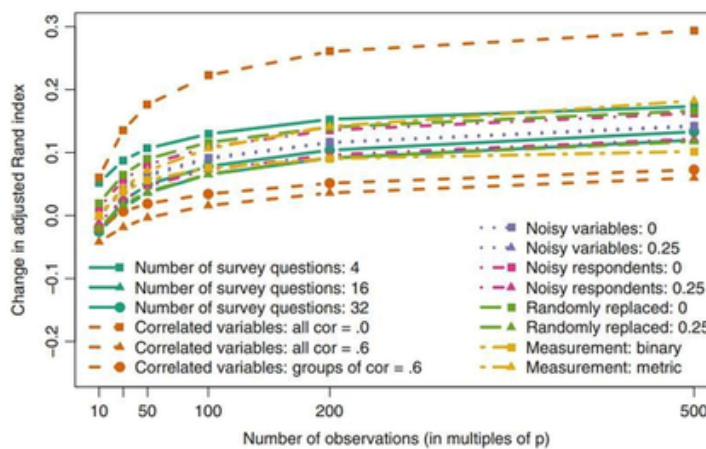 0.3
0.2
0.1
0.0
−0.1
−0.2
Change in adjusted Rand index
Number of survey questions: 4
Number of survey questions: 16
Number of survey questions: 32
Correlated variables: all cor = .0
Correlated variables: all cor = .6
Correlated variables: groups of cor = .6
Noisy variables: 0
Noisy variables: 0.25
Noisy respondents: 0
Noisy respondents: 0.25
Randomly replaced: 0
Randomly replaced: 0.25
Measurement: binary
Measurement: metric
10 50 100 200 500
Number of observations (in multiples of p)